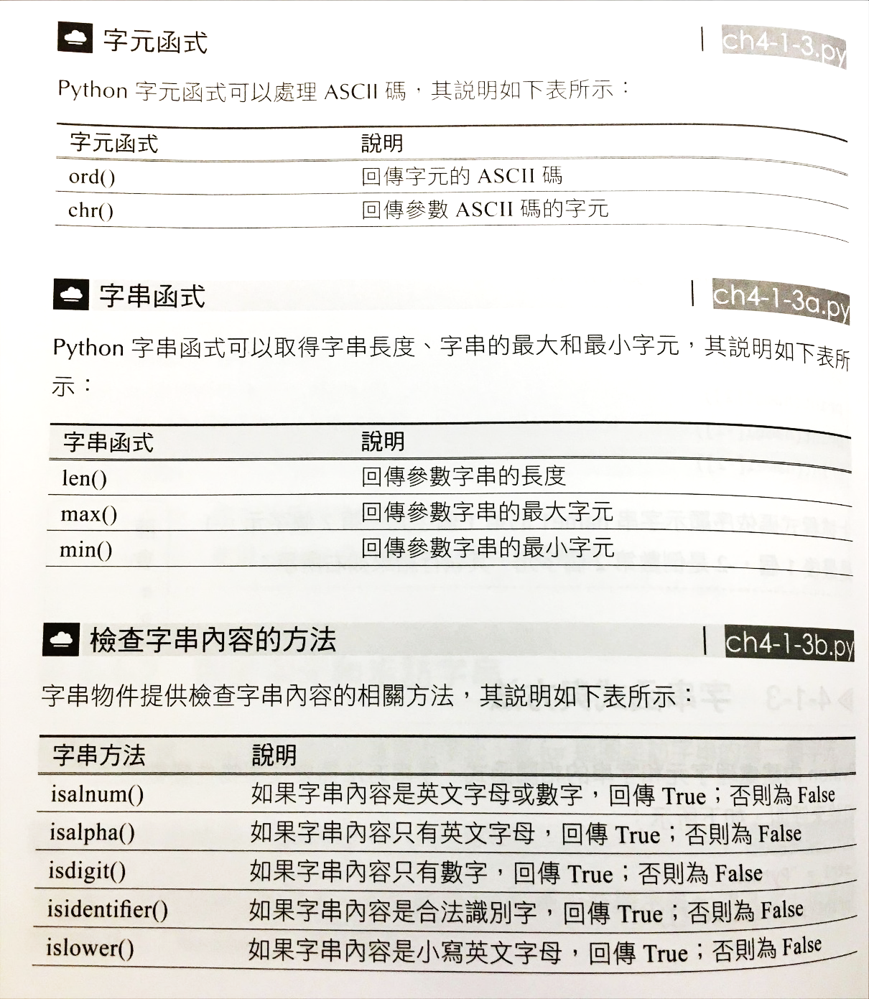 字元函式 | ch4-1-3.py
Python 字元函式可以處理 ASCII 碼，其説明如下表所示：
字元函式 說明
ord() 回傳字元的 ASCII 碼
chr() 回傳參數 ASCII 碼的字元
字串函式 | ch4-1-3a.py
Python 字串函式可以取得字串長度、字串的最大和最小字元，其説明如下表所
示：
字串函式 說明
len() 回傳參數字串的長度
max() 回傳參數字串的最大字元
min() 回傳參數字串的最小字元
檢查字串內容的方法 | ch4-1-3b.py
字串物件提供檢查字串內容的相關方法，其説明如下表所示：
字串方法 說明
isalnum() 如果字串內容是英文字母或數字，回傳 True；否則為 False
isalpha() 如果字串內容只有英文字母，回傳 True；否則為 False
isdigit() 如果字串內容只有數字，回傳 True；否則為 False
isidentifier() 如果字串內容是合法識別字，回傳 True；否則為 False
islower() 如果字串內容是小寫英文字母，回傳 True；否則為 False